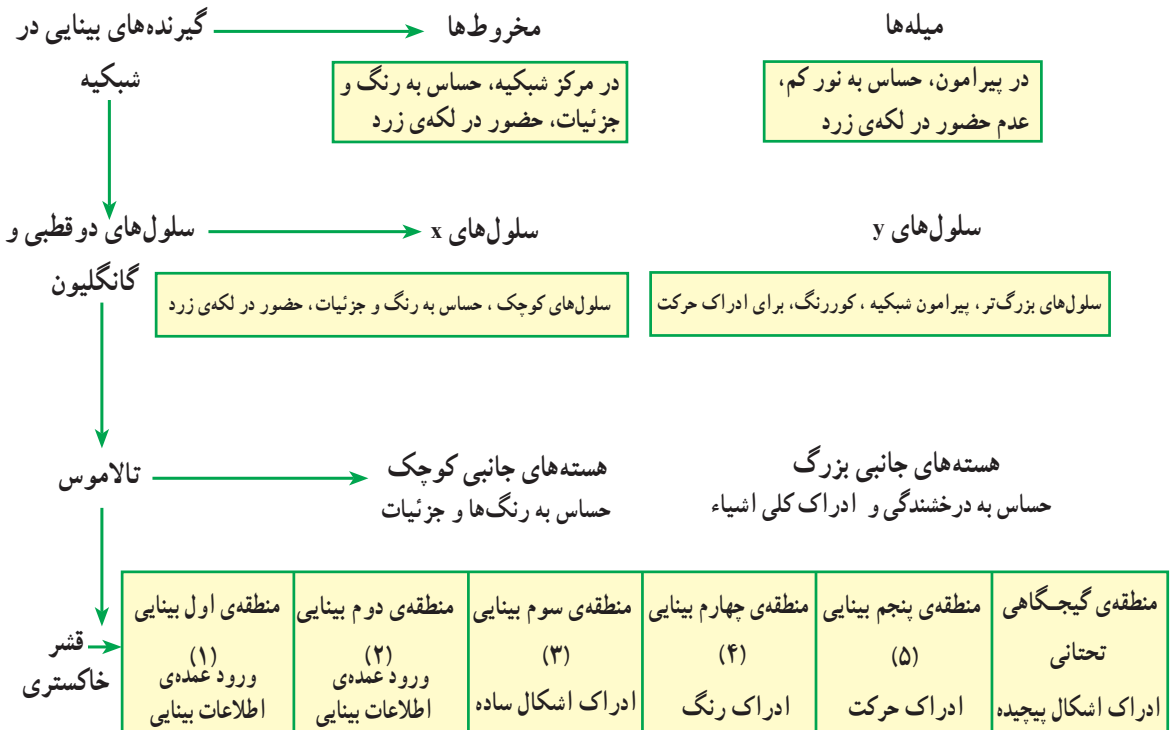 گیرنده‌های بینایی در
شبکیه
مخروط‌ها
در مرکز شبکیه، حساس به رنگ و
جزئیات، حضور در لکه‌ی زرد
میله‌ها
در پیرامون، حساس به نور کم،
عدم حضور در لکه‌ی زرد
سلول‌های دوقطبی و
گانگلیون
سلول‌های x
سلول‌های کوچک ، حساس به رنگ و جزئیات، حضور در لکه‌ی زرد
سلول‌های y
سلول‌های بزرگ‌تر، پیرامون شبکیه ، کوررنگ، برای ادراک حرکت
تالاموس
هسته‌های جانبی کوچک
حساس به رنگ‌ها و جزئیات
هسته‌های جانبی بزرگ
حساس به درخشندگی و ادراک کلی اشیاء
قشر
خاکستری
منطقه‌ی اول بینایی
(۱)
ورود عمده‌ی
اطلاعات بینایی
منطقه‌ی دوم بینایی
(۲)
ورود عمده‌ی
اطلاعات بینایی
منطقه‌ی سوم بینایی
(۳)
ادراک اشکال ساده
منطقه‌ی چهارم بینایی
(۴)
ادراک رنگ
منطقه‌ی پنجم بینایی
(۵)
ادراک حرکت
منطقه‌ی گیجگاهی
تحتانی
ادراک اشکال پیچیده